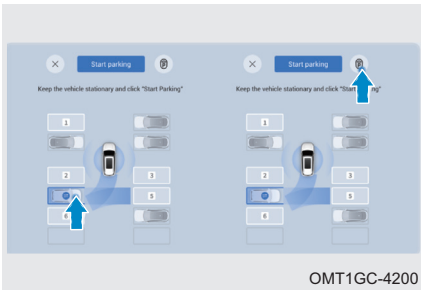 Start parking
Keep the vehicle stationary and click "Start Parking"
1
2 3
5
6
Start parking
Keep the vehicle stationary and click "Start
1
2 3
5
6
OMT1GC-4200